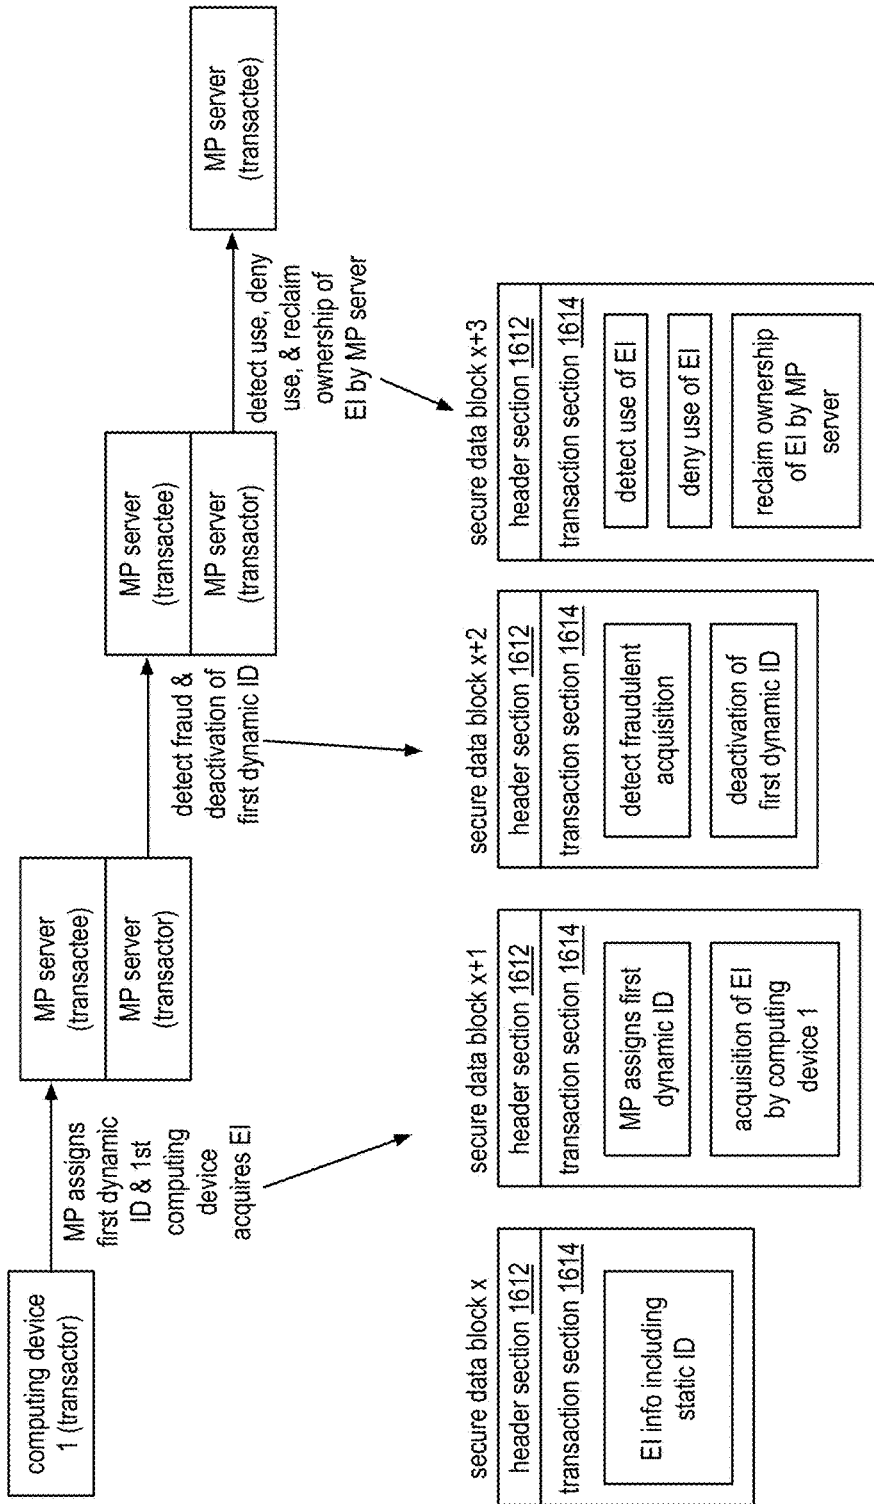 computing device
1 (transactor)
MP assigns
first dynamic
ID & 1st
computing
device
acquires EI
MP server
(transactee)
MP server
(transactor)
detect fraud &
deactivation of
first dynamic ID
MP server
(transactee)
MP server
(transactor)
detect use, deny
use, & reclaim
ownership of
EI by MP server
MP server
(transactee)
secure data block x
header section 1612
transaction section 1614
EI info including
static ID
secure data block x+1
header section 1612
transaction section 1614
MP assigns first
dynamic ID
acquisition of EI
by computing
device 1
secure data block x+2
header section 1612
transaction section 1614
detect fraudulent
acquisition
deactivation of
first dynamic ID
secure data block x+3
header section 1612
transaction section 1614
detect use of EI
deny use of EI
reclaim ownership
of EI by MP
server